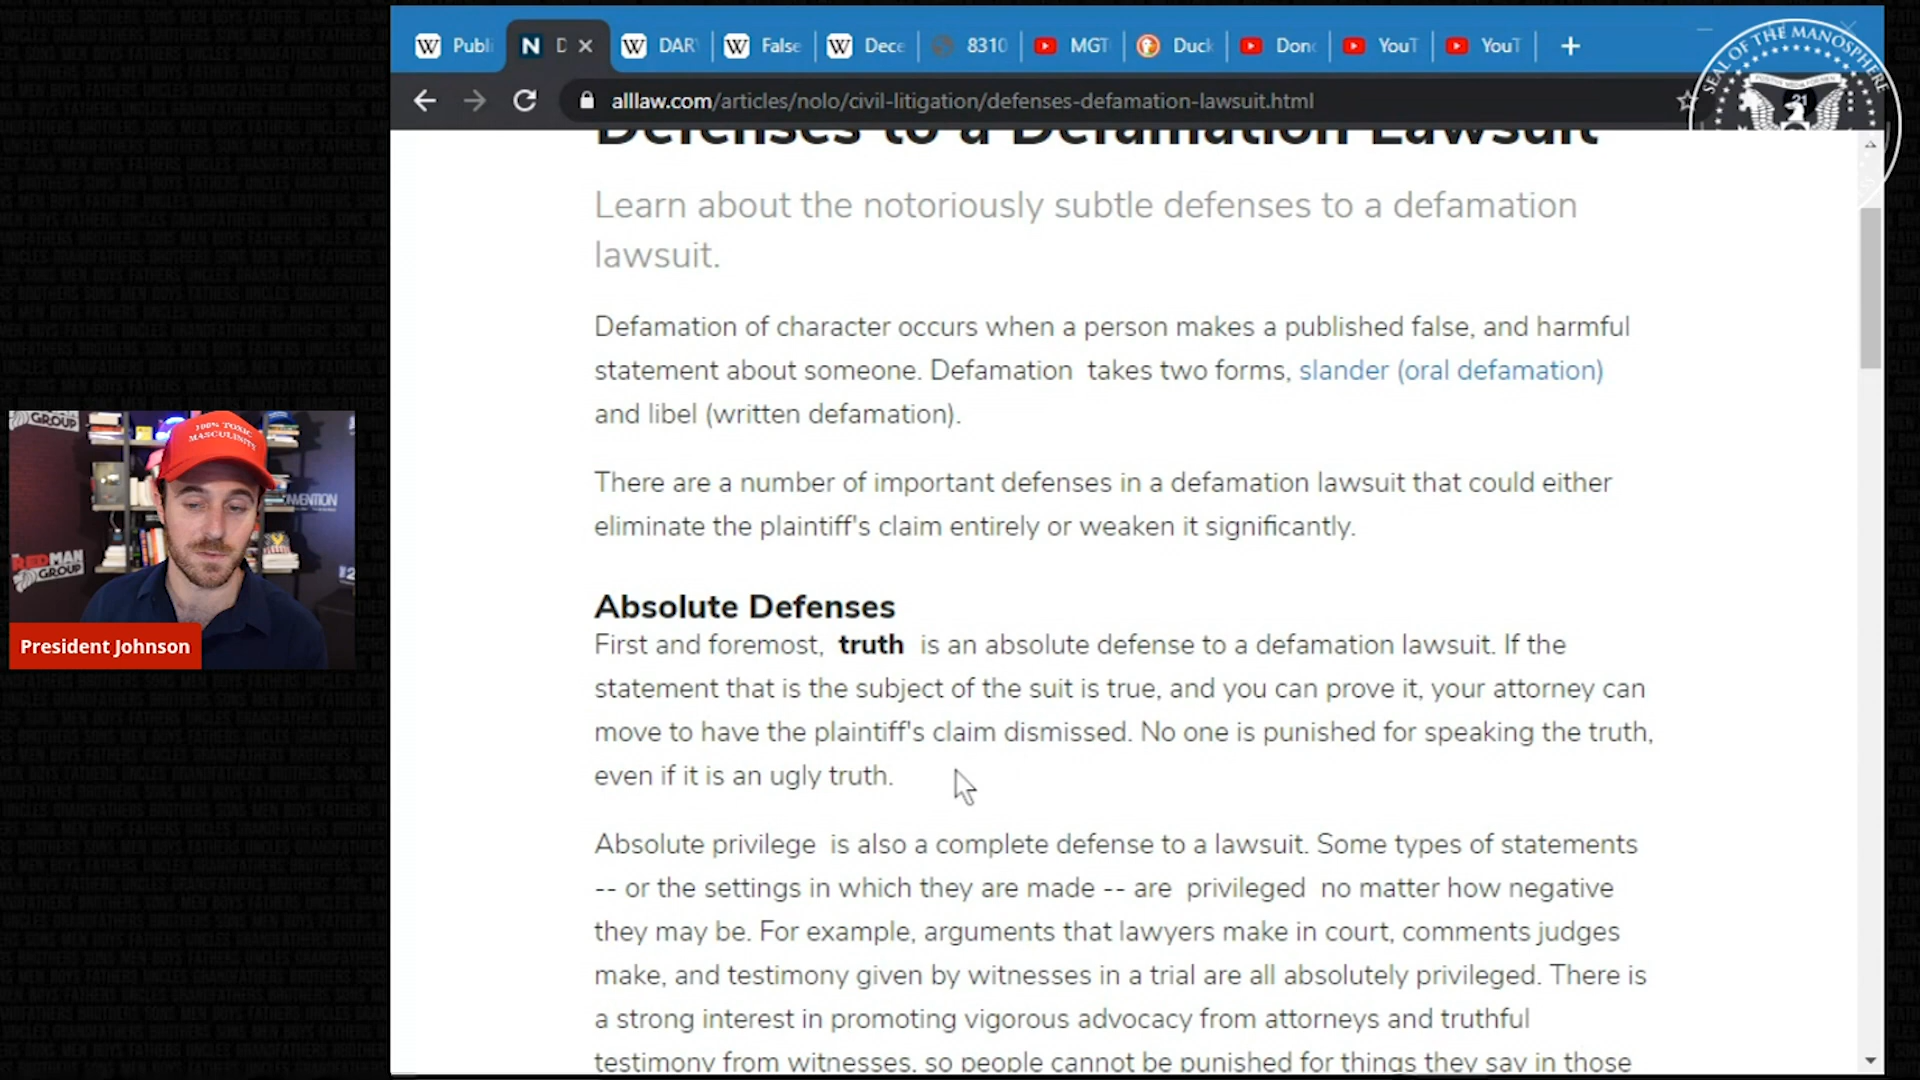 Publi
D
DAR
False
Dece
8310
MGT
Duck
Don
YouT
YouT
alllaw.com/articles/nolo/civil-litigation/defenses-defamation-lawsuit.html
SEAL OF THE MANOSPHERE
21
Defenses to a Defamation Lawsuit
Learn about the notoriously subtle defenses to a defamation
lawsuit.
Defamation of character occurs when a person makes a published false, and harmful
statement about someone. Defamation takes two forms, slander (oral defamation)
and libel (written defamation).
There are a number of important defenses in a defamation lawsuit that could either
eliminate the plaintiff's claim entirely or weaken it significantly.
Absolute Defenses
First and foremost, truth is an absolute defense to a defamation lawsuit. If the
statement that is the subject of the suit is true, and you can prove it, your attorney can
move to have the plaintiff's claim dismissed. No one is punished for speaking the truth,
even if it is an ugly truth.
Absolute privilege is also a complete defense to a lawsuit. Some types of statements
-- or the settings in which they are made -- are privileged no matter how negative
they may be. For example, arguments that lawyers make in court, comments judges
make, and testimony given by witnesses in a trial are all absolutely privileged. There is
a strong interest in promoting vigorous advocacy from attorneys and truthful
testimony from witnesses, so people cannot be punished for things they say in those
GROUP
100% TOXIC
MASCULINITY
REDMAN
GROUP
President Johnson